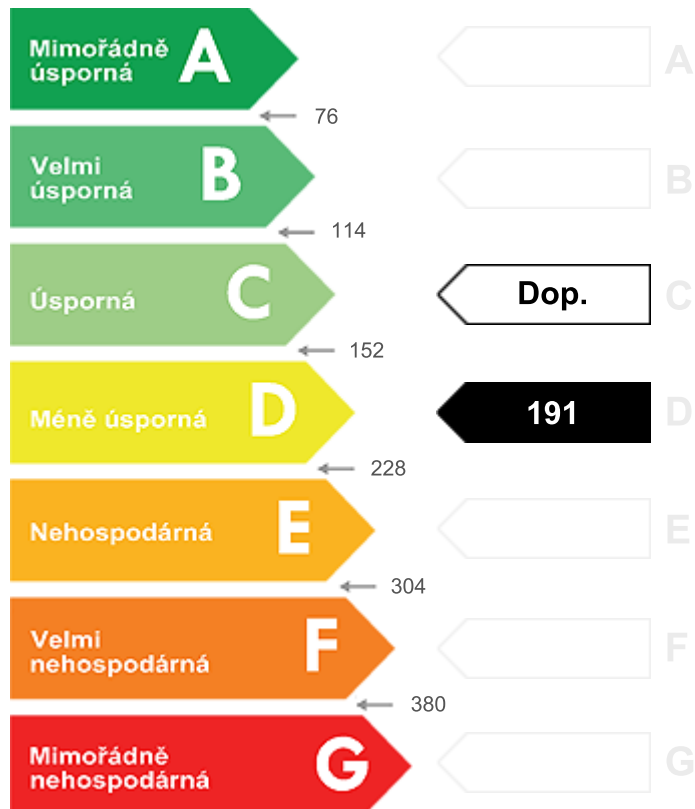 Mimořádně
úsporná
A
A
76
Velmi
úsporná
B
B
114
Úsporná
C
Dop.
C
152
Méně úsporná
D
191
D
228
Nehospodárná
E
E
304
Velmi
nehospodárná
F
F
380
Mimořádně
nehospodárná
G
G